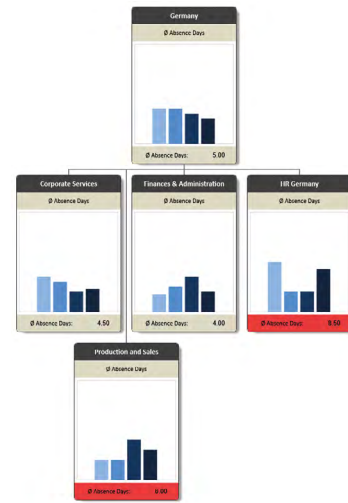 Germany
Ø Absence Days
Ø Absence Days: 5.00
Corporate Services
Ø Absence Days
Ø Absence Days: 4.50
Finances & Administration
Ø Absence Days
Ø Absence Days: 4.00
HR Germany
Ø Absence Days
Ø Absence Days:
Production and Sales
Ø Absence Days
Ø Absence Days: